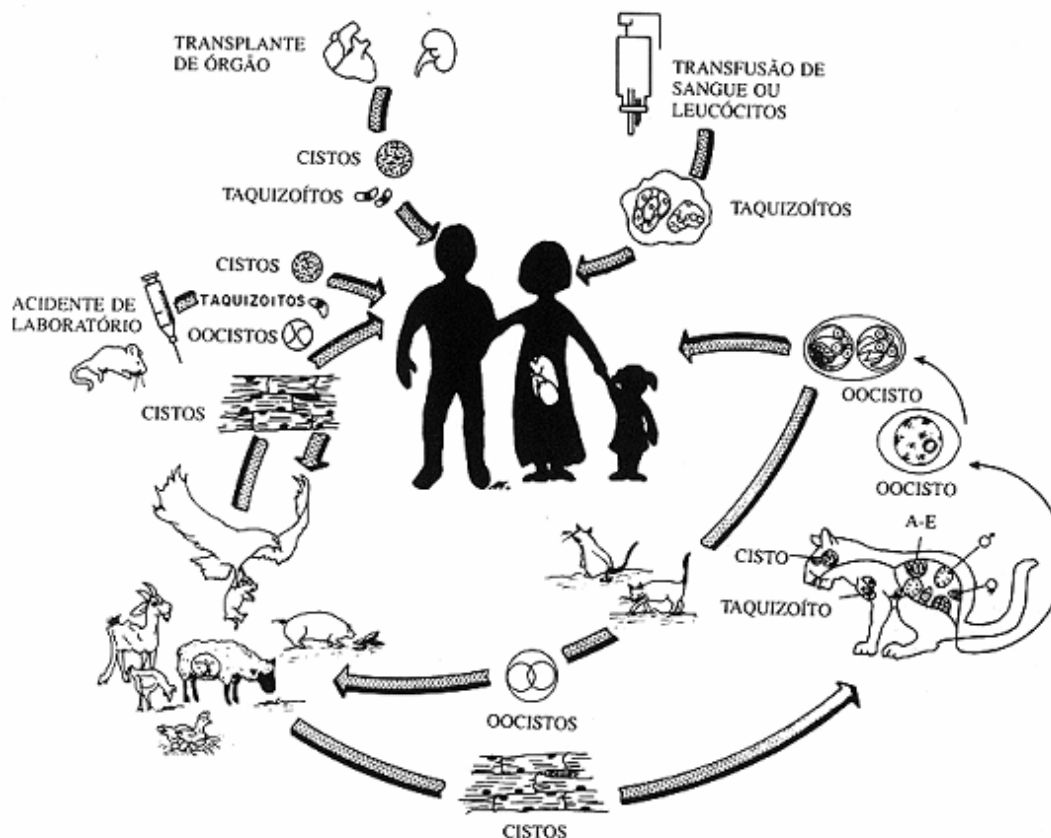 TRANSPLANTE
DE ÓRGÃO
TRANSFUSÃO DE
SANGUE OU
LEUCÓCITOS
CISTOS
TAQUIZOÍTOS
TAQUIZOÍTOS
CISTOS
ACIDENTE DE
LABORATÓRIO
TAQUIZOITOS
OOCISTOS
CISTOS
OOCISTO
OOCISTO
A-E
♂
CISTO
TAQUIZOÍTO
♀
OOCISTOS
CISTOS